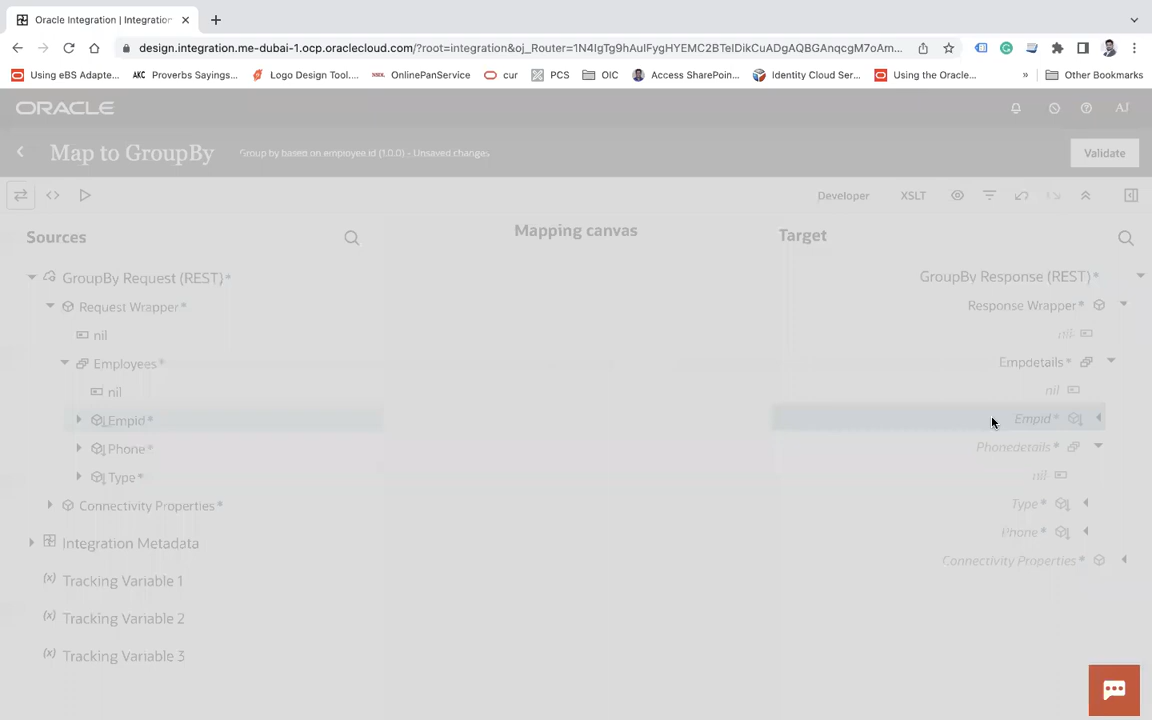 Oracle Integration | Integration
design.integration.me-dubai-1.ocp.oraclecloud.com/?root=integration&oj_Router=1N4IgTg9hAuIFygHYEMC2BTeIDikCuADgAQBGAnqcgM7oAm...
Using eBS Adapte... AKC Proverbs Sayings... Logo Design Tool.... OnlinePanService cur PCS OIC Access SharePoin... Identity Cloud Ser... Using the Oracle... » Other Bookmarks
ORACLE AJ
Map to GroupBy Group by based on employee id (1.0.0) - Unsaved changes Validate
Developer XSLT
Sources Mapping canvas Target
GroupBy Request (REST)* GroupBy Response (REST)*
Request Wrapper* Response Wrapper*
nil nil
Employees* Empdetails*
nil nil
Empid* Empid*
Phone* Phonedetails*
Type* nil
Connectivity Properties* Type*
Phone*
Integration Metadata Connectivity Properties*
Tracking Variable 1
Tracking Variable 2
Tracking Variable 3